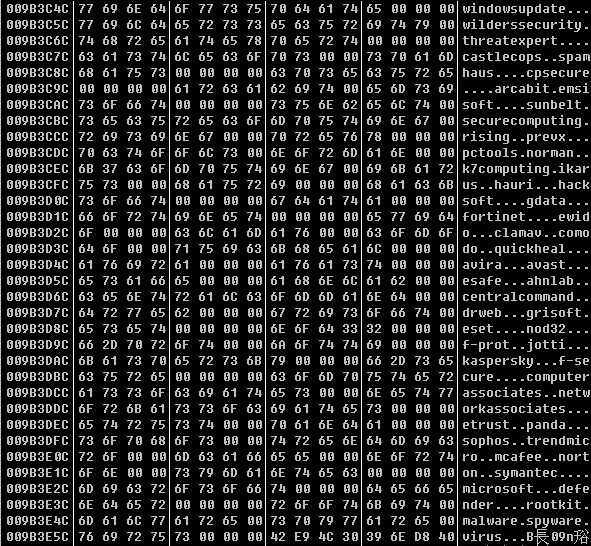 009B3C4C 77 69 6E 64 6F 77 73 75 70 64 61 74 65 00 00 00 windowsupdate...
009B3C5C 77 69 6C 64 65 72 73 73 65 63 75 72 69 74 79 00 wilderssecurity.
009B3C6C 74 68 72 65 61 74 65 78 70 65 72 74 00 00 00 00 threatexpert....
009B3C7C 63 61 73 74 6C 65 63 6F 70 73 00 00 73 70 61 6D castlecops..spam
009B3C8C 68 61 75 73 00 00 00 00 63 70 73 65 63 75 72 65 haus....cpsecure
009B3C9C 00 00 00 00 61 72 63 61 62 69 74 00 65 6D 73 69 ....arcabit.emsi
009B3CAC 73 6F 66 74 00 00 00 00 73 75 6E 62 65 6C 74 00 soft....sunbelt.
009B3CBC 73 65 63 75 72 65 63 6F 6D 70 75 74 69 6E 67 00 securecomputing.
009B3CCC 72 69 73 69 6E 67 00 00 70 72 65 76 78 00 00 00 rising..prevx...
009B3CDC 70 63 74 6F 6F 6C 73 00 6E 6F 72 6D 61 6E 00 00 pctools.norman..
009B3CEC 6B 37 63 6F 6D 70 75 74 69 6E 67 00 69 6B 61 72 k7computing.ikar
009B3CFC 75 73 00 00 68 61 75 72 69 00 00 00 68 61 63 6B us..hauri...hack
009B3D0C 73 6F 66 74 00 00 00 00 67 64 61 74 61 00 00 00 soft....gdata...
009B3D1C 66 6F 72 74 69 6E 65 74 00 00 00 00 65 77 69 64 fortinet....ewid
009B3D2C 6F 00 00 00 63 6C 61 6D 61 76 00 00 63 6F 6D 6F o...clamav..como
009B3D3C 64 6F 00 00 71 75 69 63 6B 68 65 61 6C 00 00 00 do..quickheal...
009B3D4C 61 76 69 72 61 00 00 00 61 76 61 73 74 00 00 00 avira...avast...
009B3D5C 65 73 61 66 65 00 00 00 61 68 6E 6C 61 62 00 00 esafe...ahnlab..
009B3D6C 63 65 6E 74 72 61 6C 63 6F 6D 6D 61 6E 64 00 00 centralcommand..
009B3D7C 64 72 77 65 62 00 00 00 67 72 69 73 6F 66 74 00 drweb...grisoft.
009B3D8C 65 73 65 74 00 00 00 00 6E 6F 64 33 32 00 00 00 eset....nod32...
009B3D9C 66 2D 70 72 6F 74 00 00 6A 6F 74 74 69 00 00 00 f-prot..jotti...
009B3DAC 6B 61 73 70 65 72 73 6B 79 00 00 00 66 2D 73 65 kaspersky...f-se
009B3DBC 63 75 72 65 00 00 00 00 63 6F 6D 70 75 74 65 72 cure....computer
009B3DCC 61 73 73 6F 63 69 61 74 65 73 00 00 6E 65 74 77 associates..netw
009B3DDC 6F 72 6B 61 73 73 6F 63 69 61 74 65 73 00 00 00 orkassociates...
009B3DEC 65 74 72 75 73 74 00 00 70 61 6E 64 61 00 00 00 etrust..panda...
009B3DFC 73 6F 70 68 6F 73 00 00 74 72 65 6E 64 6D 69 63 sophos..trendmic
009B3E0C 72 6F 00 00 6D 63 61 66 65 65 00 00 6E 6F 72 74 ro..mcafee..nort
009B3E1C 6F 6E 00 00 73 79 6D 61 6E 74 65 63 00 00 00 00 on..symantec....
009B3E2C 6D 69 63 72 6F 73 6F 66 74 00 00 00 64 65 66 65 microsoft...defe
009B3E3C 6E 64 65 72 00 00 00 00 72 6F 6F 74 6B 69 74 00 nder....rootkit.
009B3E4C 6D 61 6C 77 61 72 65 00 73 70 79 77 61 72 65 00 malware.spyware.
009B3E5C 76 69 72 75 73 00 00 00 42 E9 4C 30 39 6E D8 40 virus...B